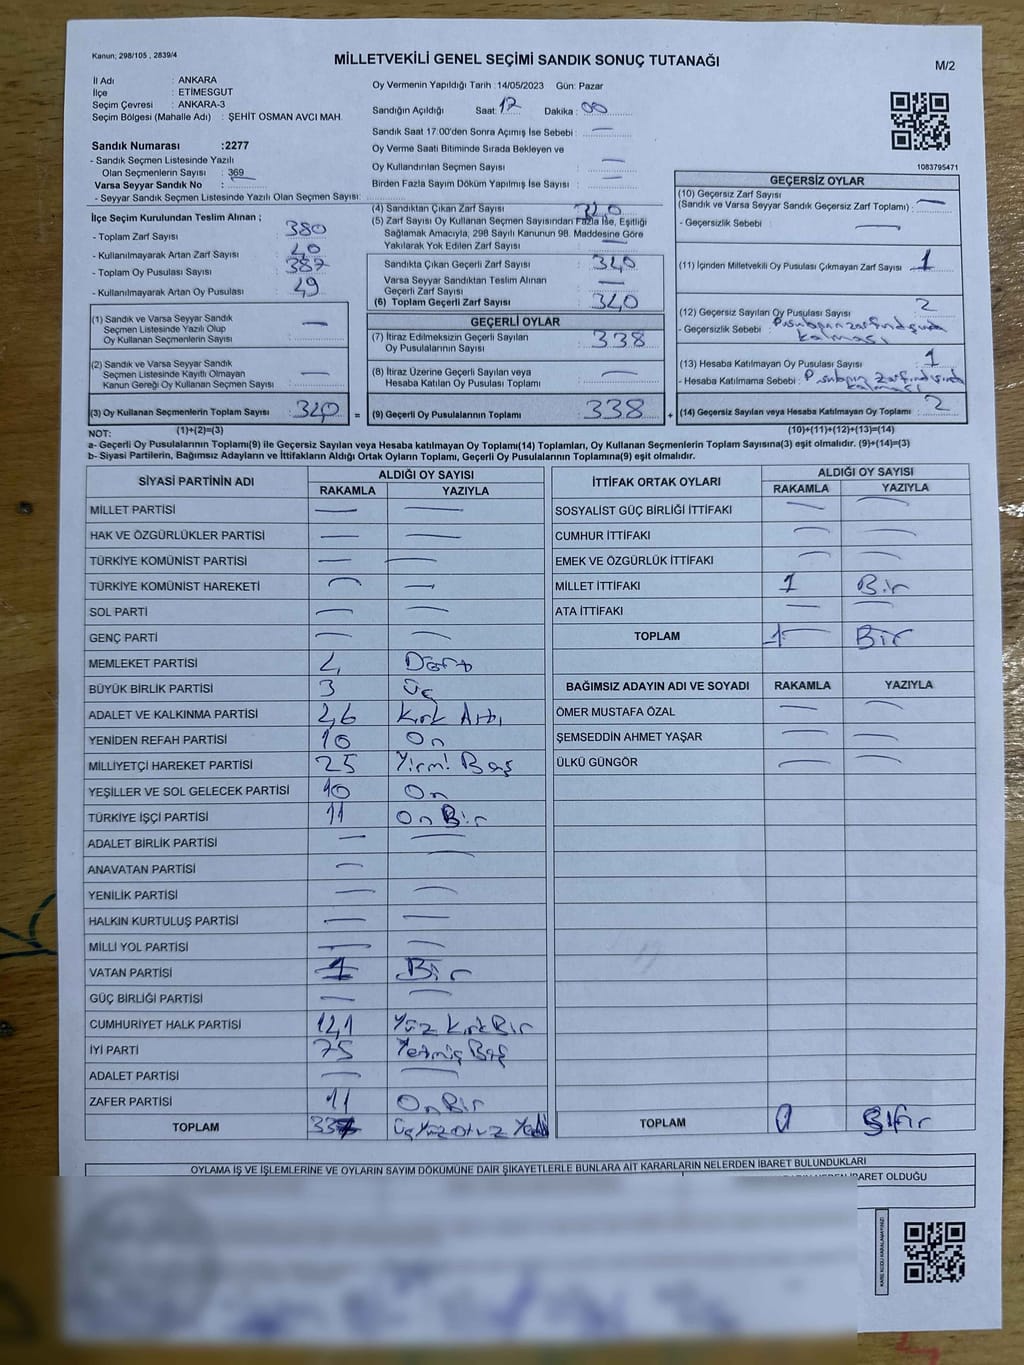 Kanun; 298/105 , 2839/4
MİLLETVEKİLİ GENEL SEÇİMİ SANDIK SONUÇ TUTANAĞI
M/2
İl Adı : ANKARA
İlçe : ETİMESGUT
Seçim Çevresi : ANKARA-3
Seçim Bölgesi (Mahalle Adı) : ŞEHİT OSMAN AVCI MAH.
Oy Vermenin Yapıldığı Tarih :14/05/2023 Gün: Pazar
Sandığın Açıldığı Saat: 17 Dakika : 00
Sandık Saat 17:00'den Sonra Açımış İse Sebebi : —
Oy Verme Saati Bitiminde Sırada Bekleyen ve
Oy Kullandırılan Seçmen Sayısı : —
Birden Fazla Sayım Döküm Yapılmış İse Sayısı : —
1083795471
Sandık Numarası :2277
- Sandık Seçmen Listesinde Yazılı
Olan Seçmenlerin Sayısı : 369
Varsa Seyyar Sandık No :
- Seyyar Sandık Seçmen Listesinde Yazılı Olan Seçmen Sayısı:
İlçe Seçim Kurulundan Teslim Alınan ;
- Toplam Zarf Sayısı : 380
- Kullanılmayarak Artan Zarf Sayısı : 40
- Toplam Oy Pusulası Sayısı : 387
- Kullanılmayarak Artan Oy Pusulası : 49
(4) Sandıktan Çıkan Zarf Sayısı : 340
(5) Zarf Sayısı Oy Kullanan Seçmen Sayısından Fazla İse, Eşitliği
Sağlamak Amacıyla, 298 Sayılı Kanunun 98. Maddesine Göre
Yakılarak Yok Edilen Zarf Sayısı : —
Sandıkta Çıkan Geçerli Zarf Sayısı : 340
Varsa Seyyar Sandıktan Teslim Alınan
Geçerli Zarf Sayısı : —
(6) Toplam Geçerli Zarf Sayısı : 340
GEÇERSİZ OYLAR
(10) Geçersiz Zarf Sayısı
(Sandık ve Varsa Seyyar Sandık Geçersiz Zarf Toplamı) : —
- Geçersizlik Sebebi : —
(11) İçinden Milletvekili Oy Pusulası Çıkmayan Zarf Sayısı : 1
(12) Geçersiz Sayılan Oy Pusulası Sayısı : 2
- Geçersizlik Sebebi : Pusulanın zarfın dışında
kalması
(13) Hesaba Katılmayan Oy Pusulası Sayısı : 1
- Hesaba Katılmama Sebebi : Pusulanın zarfın dışında
kalması
(14) Geçersiz Sayılan veya Hesaba Katılmayan Oy Toplamı : 2
(10)+(11)+(12)+(13)=(14)
(1) Sandık ve Varsa Seyyar Sandık
Seçmen Listesinde Yazılı Olup
Oy Kullanan Seçmenlerin Sayısı : —
(2) Sandık ve Varsa Seyyar Sandık
Seçmen Listesinde Kayıtlı Olmayan
Kanun Gereği Oy Kullanan Seçmen Sayısı : —
(3) Oy Kullanan Seçmenlerin Toplam Sayısı : 340 =
(1)+(2)=(3)
GEÇERLİ OYLAR
(7) İtiraz Edilmeksizin Geçerli Sayılan
Oy Pusulalarının Sayısı : 338
(8) İtiraz Üzerine Geçerli Sayılan veya
Hesaba Katılan Oy Pusulası Toplamı : —
(9) Geçerli Oy Pusulalarının Toplamı : 338 +
NOT:
a- Geçerli Oy Pusulalarının Toplamı(9) ile Geçersiz Sayılan veya Hesaba katılmayan Oy Toplamı(14) Toplamları, Oy Kullanan Seçmenlerin Toplam Sayısına(3) eşit olmalıdır. (9)+(14)=(3)
b- Siyasi Partilerin, Bağımsız Adayların ve İttifakların Aldığı Ortak Oyların Toplamı, Geçerli Oy Pusulalarının Toplamına(9) eşit olmalıdır.
SİYASİ PARTİNİN ADI ALDIĞI OY SAYISI
RAKAMLA YAZIYLA
MİLLET PARTİSİ — —
HAK VE ÖZGÜRLÜKLER PARTİSİ — —
TÜRKİYE KOMÜNİST PARTİSİ — —
TÜRKİYE KOMÜNİST HAREKETİ — —
SOL PARTİ — —
GENÇ PARTİ — —
MEMLEKET PARTİSİ 4 Dört
BÜYÜK BİRLİK PARTİSİ 3 Üç
ADALET VE KALKINMA PARTİSİ 46 Kırk Altı
YENİDEN REFAH PARTİSİ 10 On
MİLLİYETÇİ HAREKET PARTİSİ 25 Yirmi Beş
YEŞİLLER VE SOL GELECEK PARTİSİ 10 On
TÜRKİYE İŞÇİ PARTİSİ 11 On Bir
ADALET BİRLİK PARTİSİ — —
ANAVATAN PARTİSİ — —
YENİLİK PARTİSİ — —
HALKIN KURTULUŞ PARTİSİ — —
MİLLİ YOL PARTİSİ — —
VATAN PARTİSİ 1 Bir
GÜÇ BİRLİĞİ PARTİSİ — —
CUMHURİYET HALK PARTİSİ 141 Yüz Kırk Bir
İYİ PARTİ 75 Yetmiş Beş
ADALET PARTİSİ — —
ZAFER PARTİSİ 11 On Bir
TOPLAM 337 Üç Yüz Otuz Yedi
İTTİFAK ORTAK OYLARI ALDIĞI OY SAYISI
RAKAMLA YAZIYLA
SOSYALİST GÜÇ BİRLİĞİ İTTİFAKI — —
CUMHUR İTTİFAKI — —
EMEK VE ÖZGÜRLÜK İTTİFAKI — —
MİLLET İTTİFAKI 1 Bir
ATA İTTİFAKI — —
TOPLAM 1 Bir
BAĞIMSIZ ADAYIN ADI VE SOYADI RAKAMLA YAZIYLA
ÖMER MUSTAFA ÖZAL — —
ŞEMSEDDİN AHMET YAŞAR — —
ÜLKÜ GÜNGÖR — —
TOPLAM 0 Sıfır
OYLAMA İŞ VE İŞLEMLERİNE VE OYLARIN SAYIM DÖKÜMÜNE DAİR ŞİKAYETLERLE BUNLARA AİT KARARLARIN NELERDEN İBARET BULUNDUKLARI
İBARET OLDUĞU
KARE KODU KARALAMAYINIZ!